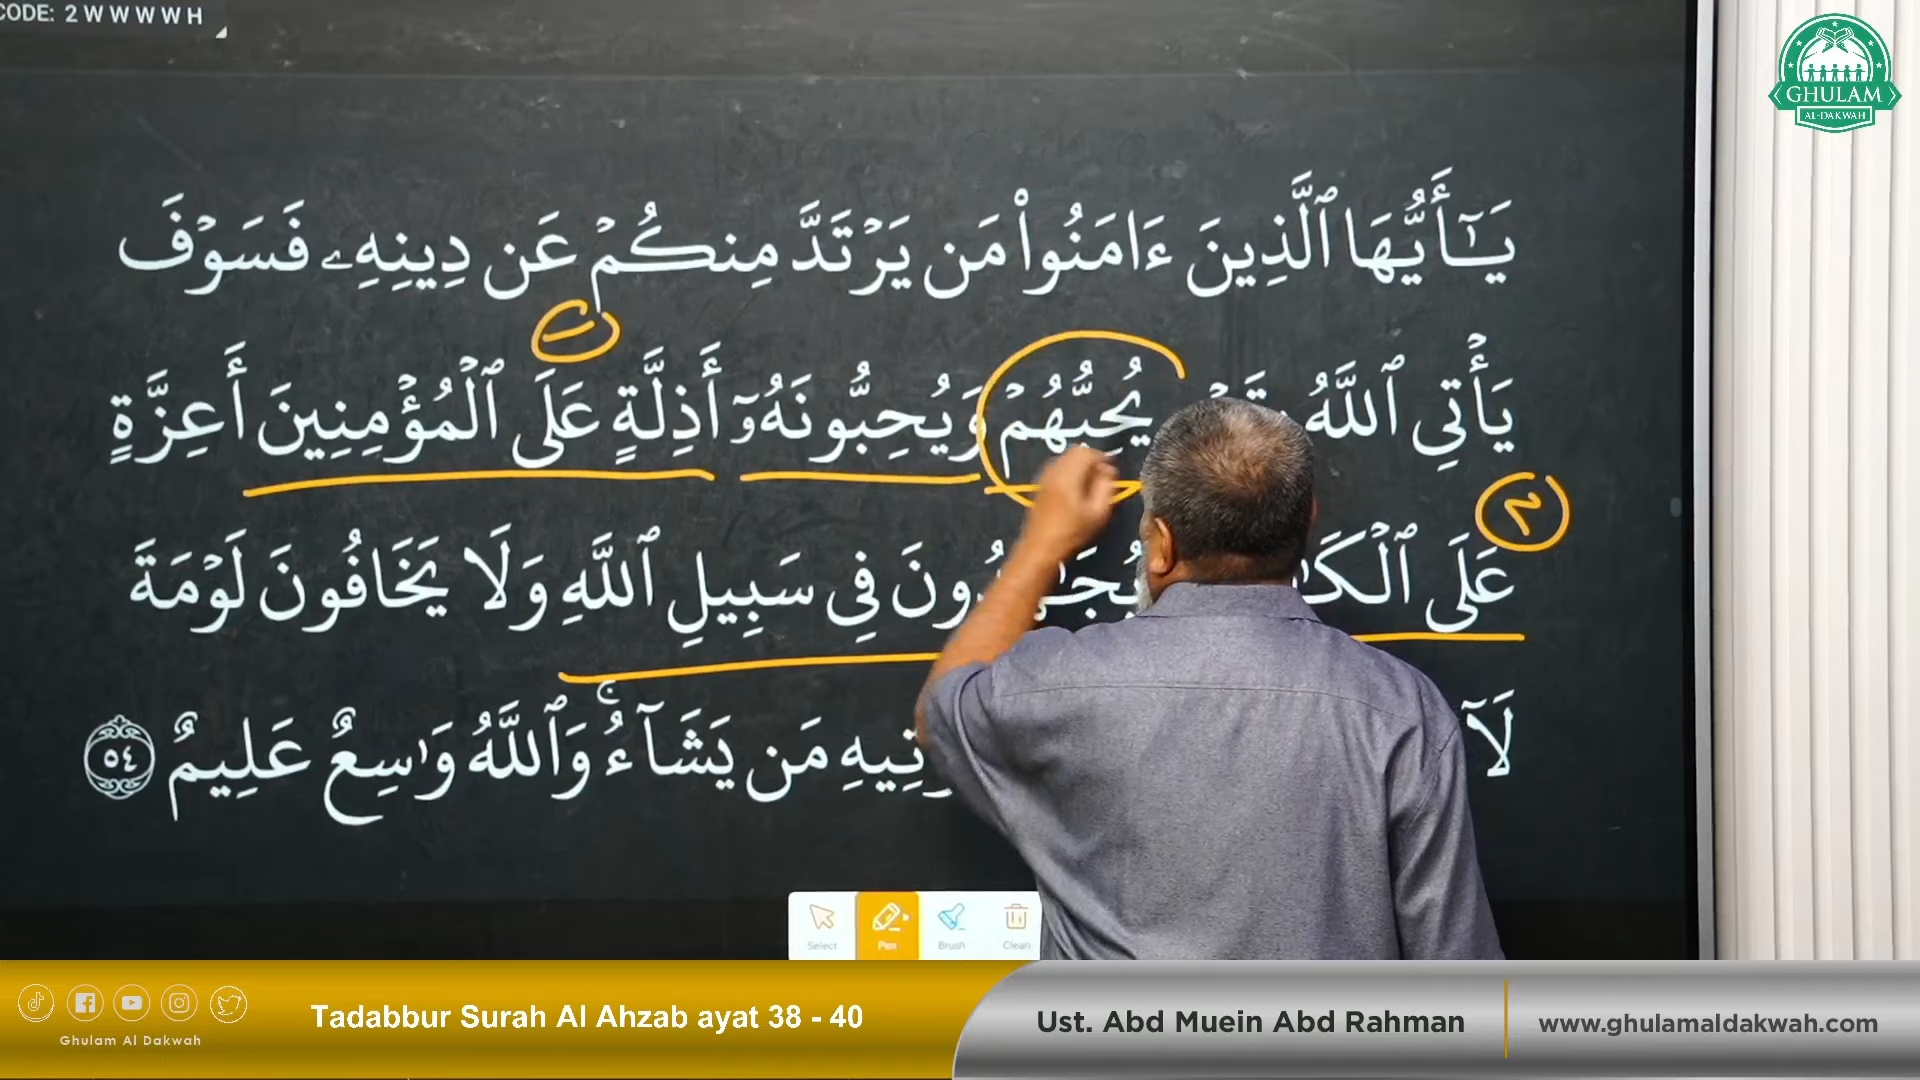 CODE: 2WWWWH
GHULAM
AL-DAKWAH
يَـٰٓأَيُّهَا ٱلَّذِينَ ءَامَنُوا۟ مَن يَرْتَدَّ مِنكُمْ عَن دِينِهِۦ فَسَوْفَ
يَأْتِى ٱللَّهُ يُحِبُّهُمْ وَيُحِبُّونَهُۥٓ أَذِلَّةٍ عَلَى ٱلْمُؤْمِنِينَ أَعِزَّةٍ
عَلَى فِى سَبِيلِ ٱللَّهِ وَلَا يَخَافُونَ لَوْمَةَ
مَن يَشَآءُ ۚ وَٱللَّهُ وَٰسِعٌ عَلِيمٌ ٥٤
Select
Pen
Brush
Clean
Tadabbur Surah Al Ahzab ayat 38 - 40
Ust. Abd Muein Abd Rahman
www.ghulamaldakwah.com
Ghulam Al Dakwah